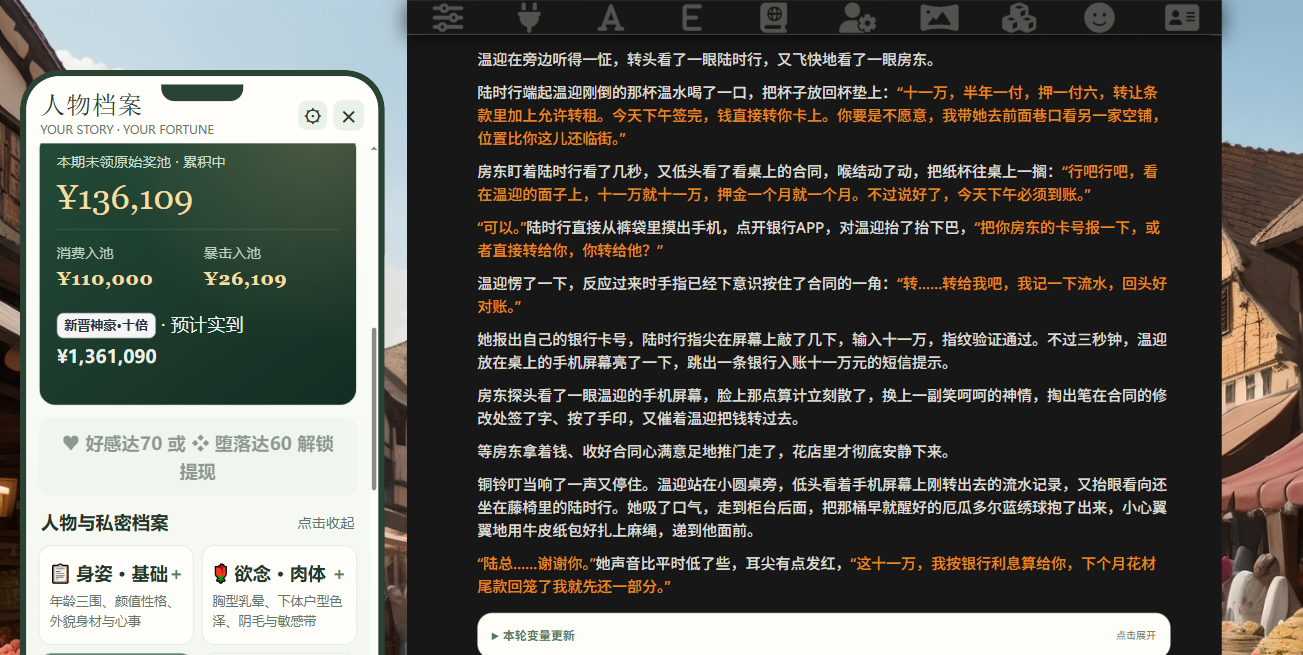 人物档案
YOUR STORY · YOUR FORTUNE
本期未领原始奖池 · 累积中
¥136,109
消费入池
暴击入池
¥110,000
¥26,109
新晋神豪•十倍 · 预计实到
¥1,361,090
好感达70 或 堕落达60 解锁
提现
人物与私密档案
点击收起
身姿・基础+
年龄三围、颜值性格、
外貌身材与心事
欲念・肉体 +
胸型乳晕、下体户型色
泽、阴毛与敏感带
温迎在旁边听得一怔，转头看了一眼陆时行，又飞快地看了一眼房东。
陆时行端起温迎刚倒的那杯温水喝了一口，把杯子放回杯垫上：“十一万，半年一付，押一付六，转让条
款里加上允许转租。今天下午签完，钱直接转你卡上。你要是不愿意，我带她去前面巷口看另一家空铺，
位置比你这儿还临街。”
房东盯着陆时行看了几秒，又低头看了看桌上的合同，喉结动了动，把纸杯往桌上一搁：“行吧行吧，看
在温迎的面子上，十一万就十一万，押金一个月就一个月。不过说好了，今天下午必须到账。”
“可以。”陆时行直接从裤袋里摸出手机，点开银行APP，对温迎抬了抬下巴，“把你房东的卡号报一下，或
者直接转给你，你转给他？”
温迎愣了一下，反应过来时手指已经下意识按住了合同的一角：“转……转给我吧，我记一下流水，回头好
对账。”
她报出自己的银行卡号，陆时行指尖在屏幕上敲了几下，输入十一万，指纹验证通过。不过三秒钟，温迎
放在桌上的手机屏幕亮了一下，跳出一条银行入账十一万元的短信提示。
房东探头看了一眼温迎的手机屏幕，脸上那点算计立刻散了，换上一副笑呵呵的神情，掏出笔在合同的修
改处签了字、按了手印，又催着温迎把钱转过去。
等房东拿着钱、收好合同心满意足地推门走了，花店里才彻底安静下来。
铜铃叮当响了一声又停住。温迎站在小圆桌旁，低头看着手机屏幕上刚转出去的流水记录，又抬眼看向还
坐在藤椅里的陆时行。她吸了口气，走到柜台后面，把那桶早就醒好的厄瓜多尔蓝绣球抱了出来，小心翼
翼地用牛皮纸包好扎上麻绳，递到他面前。
“陆总……谢谢你。”她声音比平时低了些，耳尖有点发红，“这十一万，我按银行利息算给你，下个月花材
尾款回笼了我就先还一部分。”
本轮变量更新
点击展开